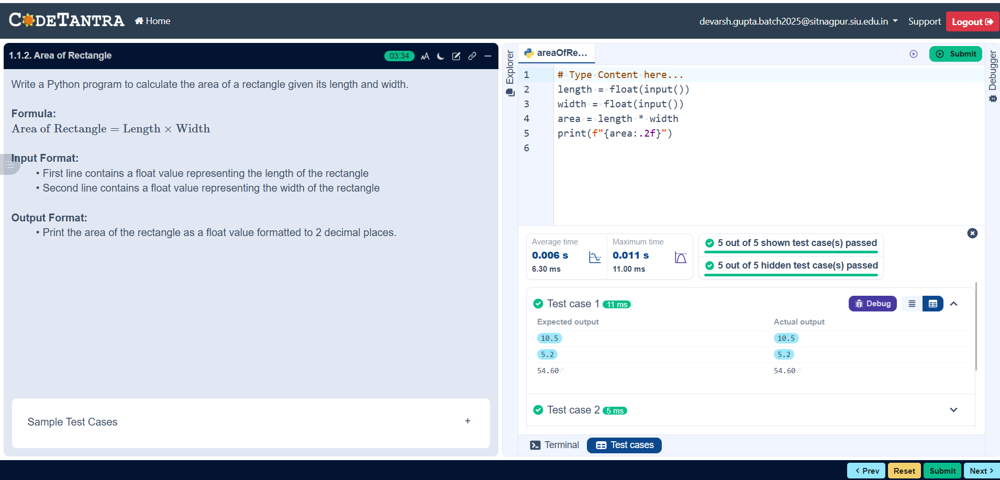 CODETANTRA
Home
devarsh.gupta.batch2025@sitnagpur.siu.edu.in
Support
Logout
1.1.2. Area of Rectangle
03:34
Write a Python program to calculate the area of a rectangle given its length and width.
Formula:
Area of Rectangle = Length × Width
Input Format:
• First line contains a float value representing the length of the rectangle
• Second line contains a float value representing the width of the rectangle
Output Format:
• Print the area of the rectangle as a float value formatted to 2 decimal places.
Sample Test Cases
+
Explorer
areaOfRe...
Submit
Debugger
1 # Type Content here...
2 length = float(input())
3 width = float(input())
4 area = length * width
5 print(f"{area:.2f}")
6
Average time
0.006 s
6.30 ms
Maximum time
0.011 s
11.00 ms
5 out of 5 shown test case(s) passed
5 out of 5 hidden test case(s) passed
Test case 1 11 ms
Debug
Expected output Actual output
10.5 10.5
5.2 5.2
54.60 54.60
Test case 2 5 ms
Terminal
Test cases
< Prev
Reset
Submit
Next >